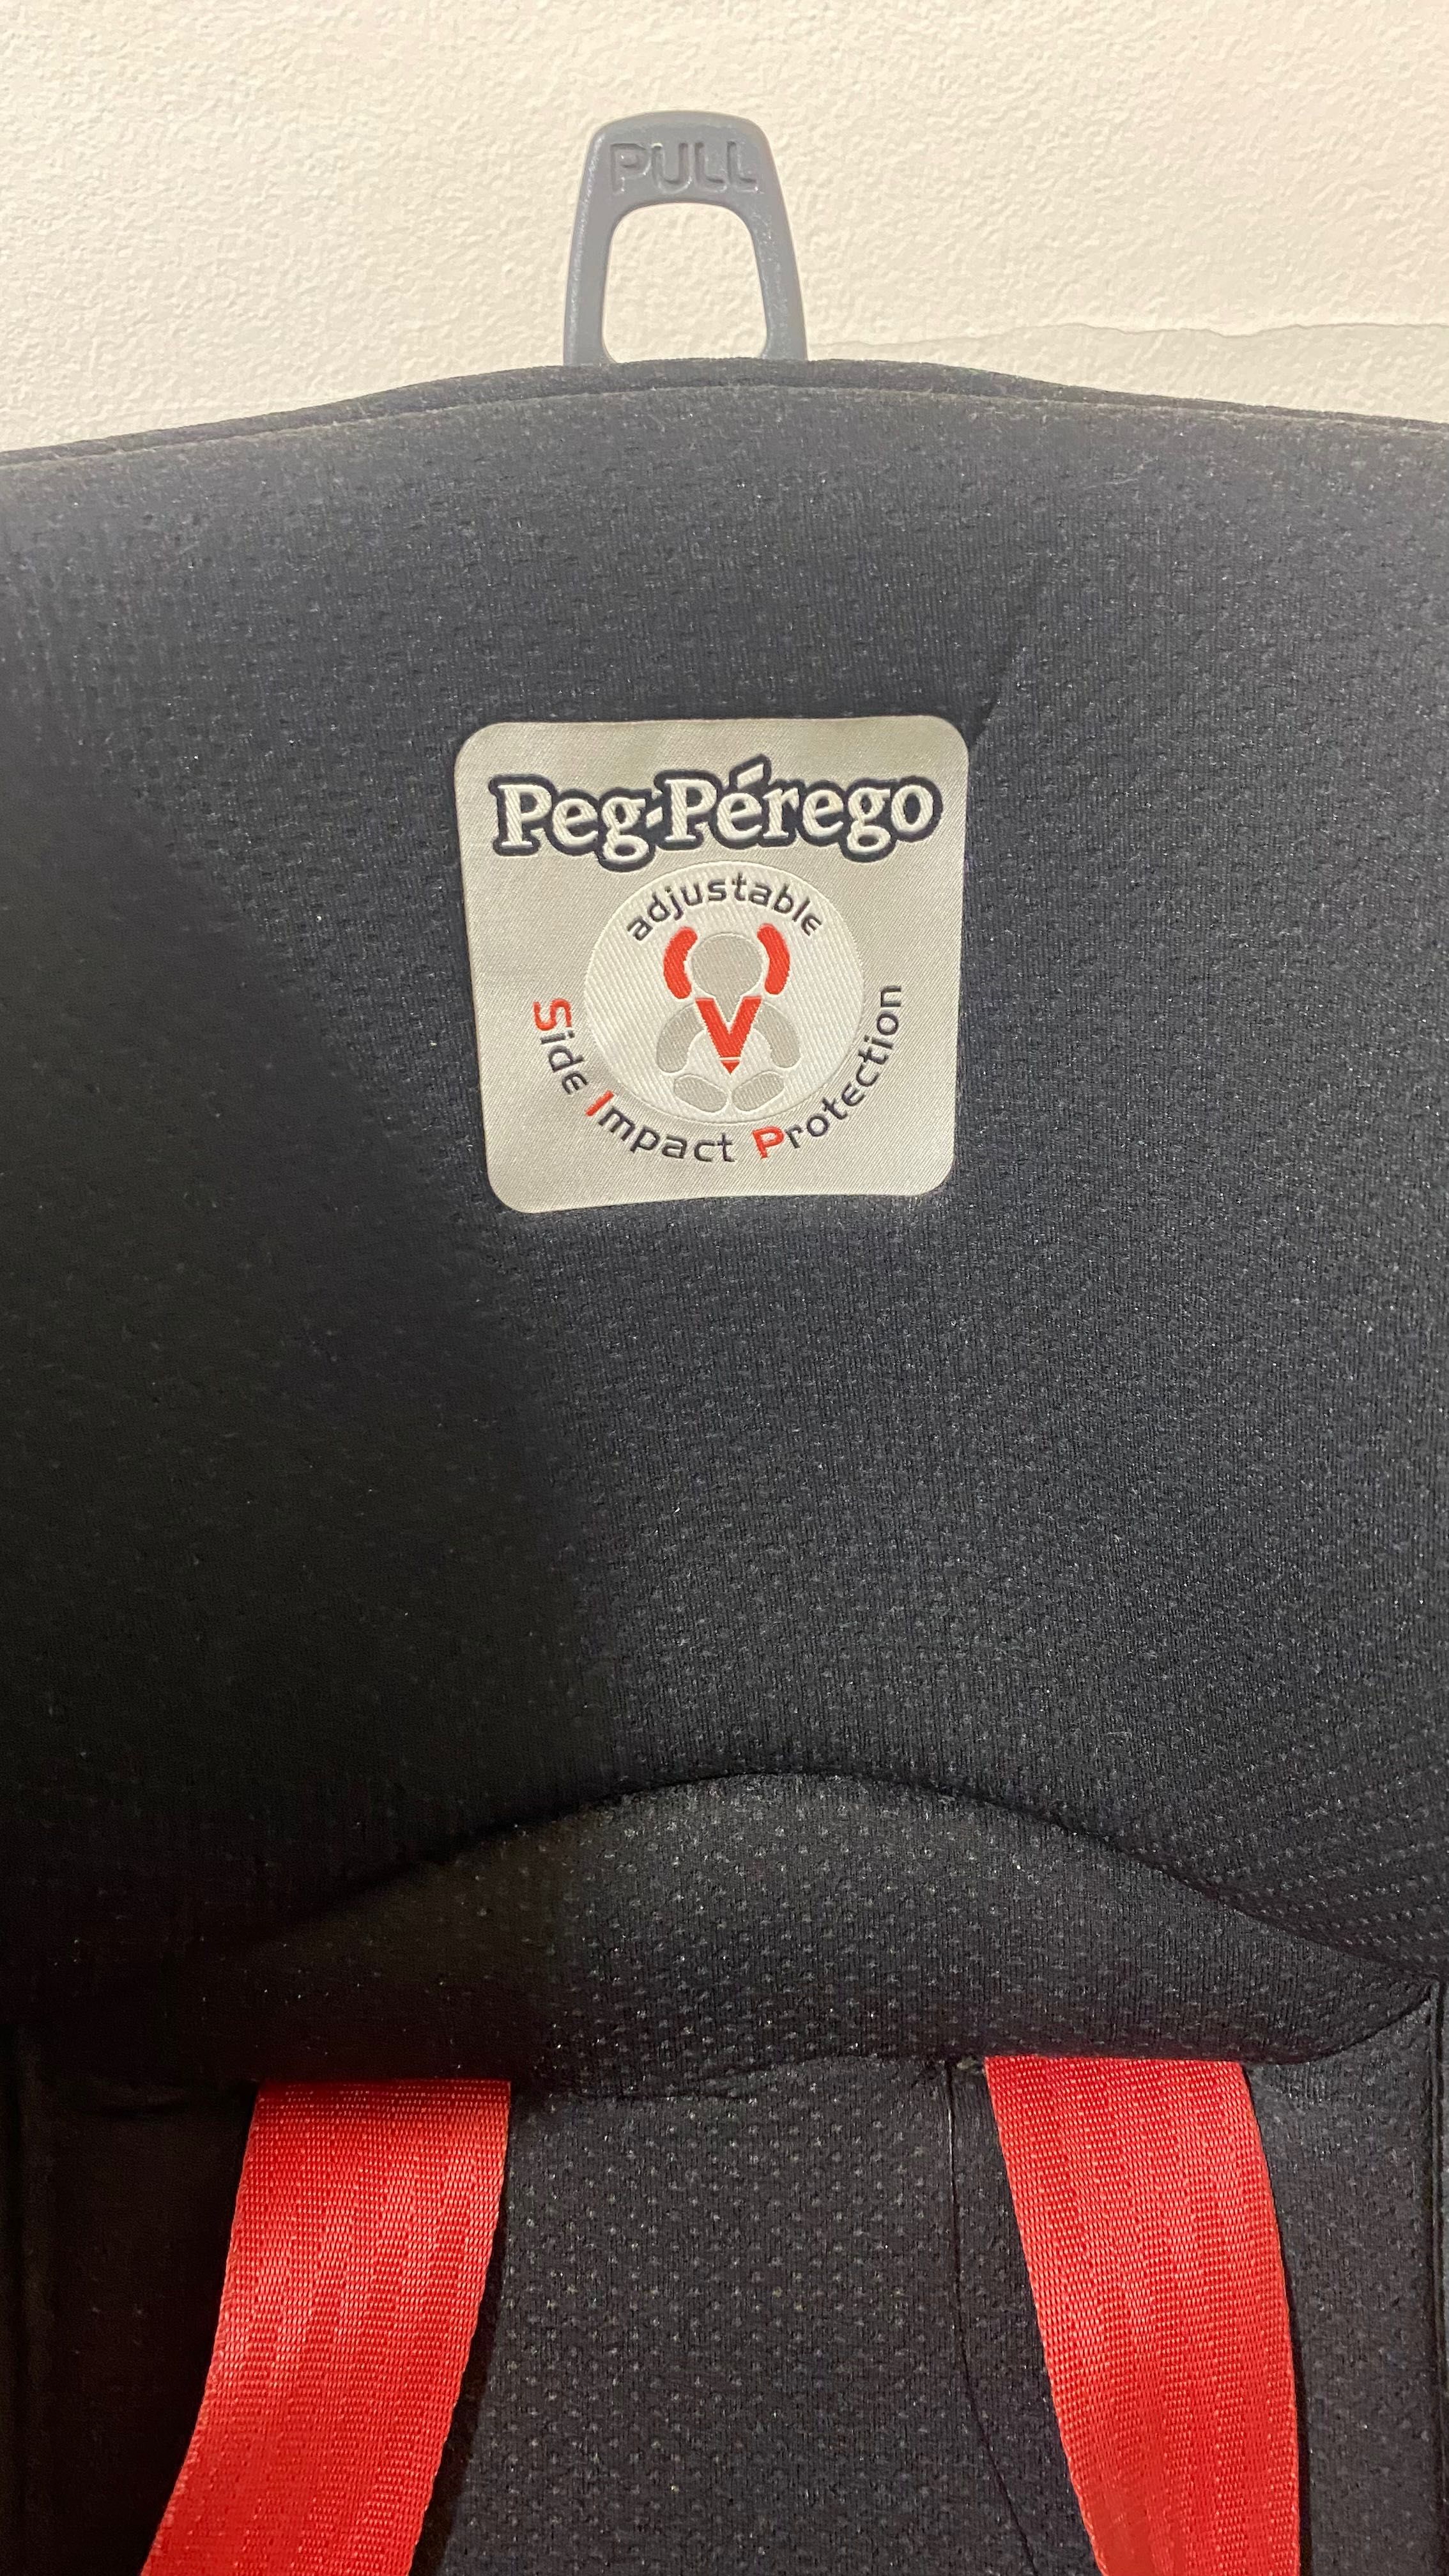 PULL
Peg-Pérego
adjustable
Side Impact Protection